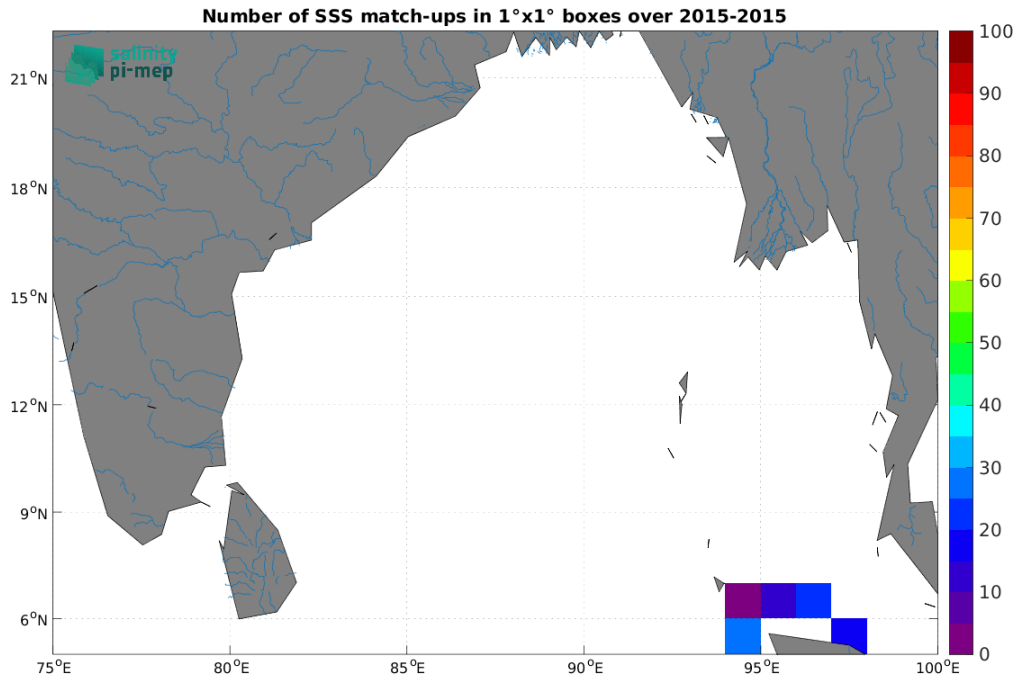 Number of SSS match-ups in 1°x1° boxes over 2015-2015
salinity
pi-mep
21°N
18°N
15°N
12°N
9°N
6°N
75°E
80°E
85°E
90°E
95°E
100°E
100
90
80
70
60
50
40
30
20
10
0